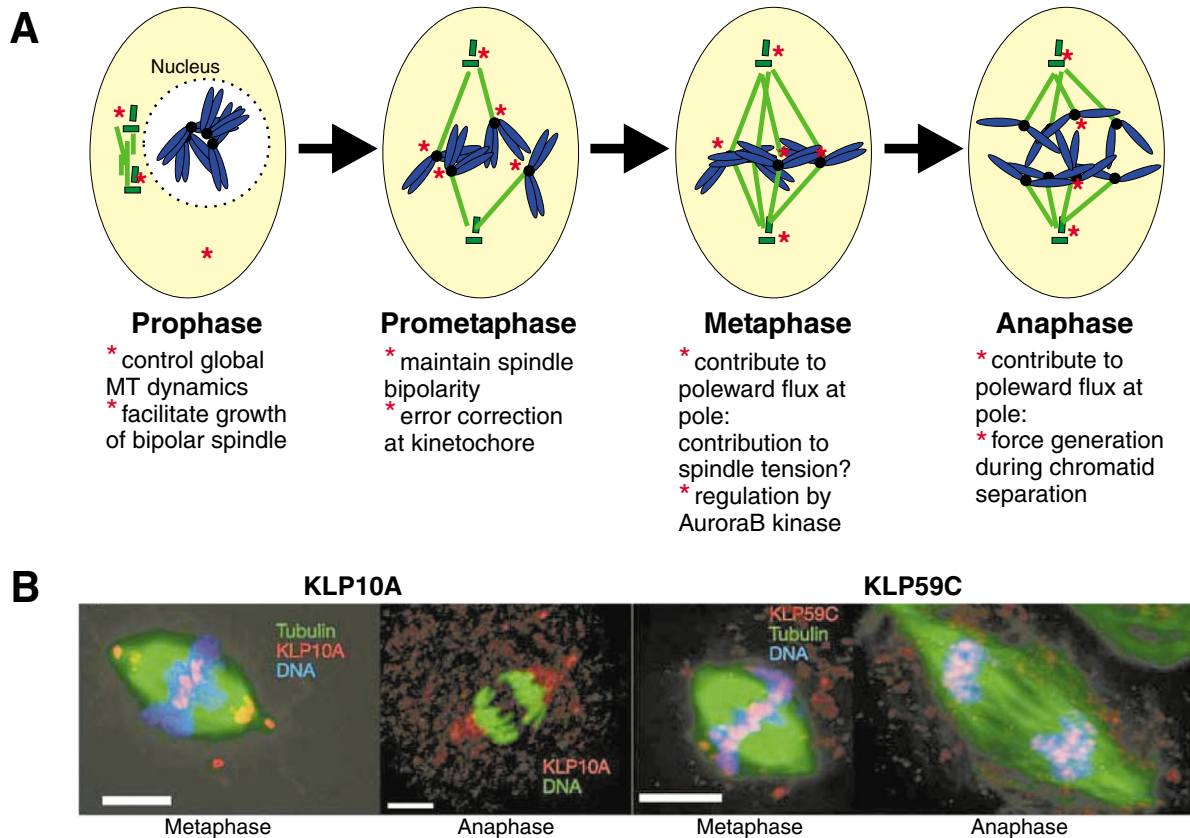 A
Nucleus
Prophase
* control global
MT dynamics
* facilitate growth
of bipolar spindle
Prometaphase
* maintain spindle
bipolarity
* error correction
at kinetochore
Metaphase
* contribute to
poleward flux at
pole:
contribution to
spindle tension?
* regulation by
AuroraB kinase
Anaphase
* contribute to
poleward flux at
pole:
* force generation
during chromatid
separation
B
KLP10A
KLP59C
Tubulin
KLP10A
DNA
KLP10A
DNA
KLP59C
Tubulin
DNA
Metaphase
Anaphase
Metaphase
Anaphase